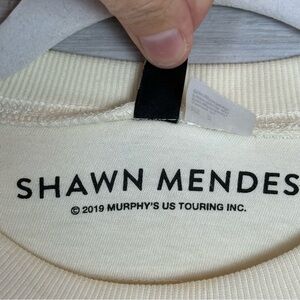 SHAWN MENDES
© 2019 MURPHY'S US TOURING INC.